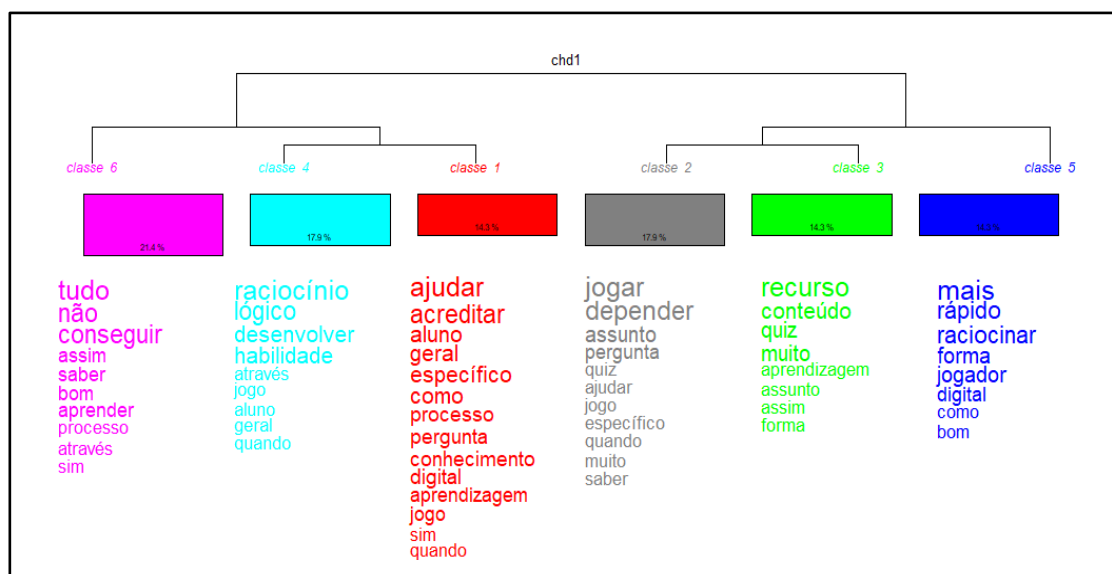 chd1
classe 6
classe 4
classe 1
classe 2
classe 3
classe 5
21.4 %
17.9 %
14.3 %
17.9 %
14.3 %
14.3 %
tudo
não
conseguir
assim
saber
bom
aprender
processo
através
sim
raciocínio
lógico
desenvolver
habilidade
através
jogo
aluno
geral
quando
ajudar
acreditar
aluno
geral
específico
como
processo
pergunta
conhecimento
digital
aprendizagem
jogo
sim
quando
jogar
depender
assunto
pergunta
quiz
ajudar
jogo
específico
quando
muito
saber
recurso
conteúdo
quiz
muito
aprendizagem
assunto
assim
forma
mais
rápido
raciocinar
forma
jogador
digital
como
bom